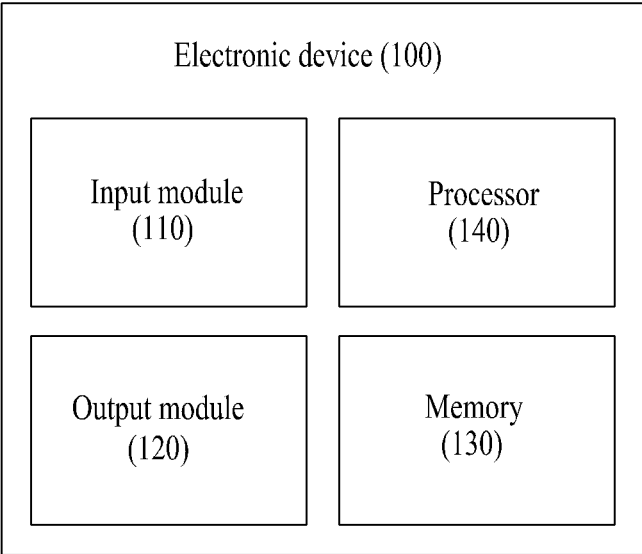 Electronic device (100)
Input module
(110)
Processor
(140)
Output module
(120)
Memory
(130)